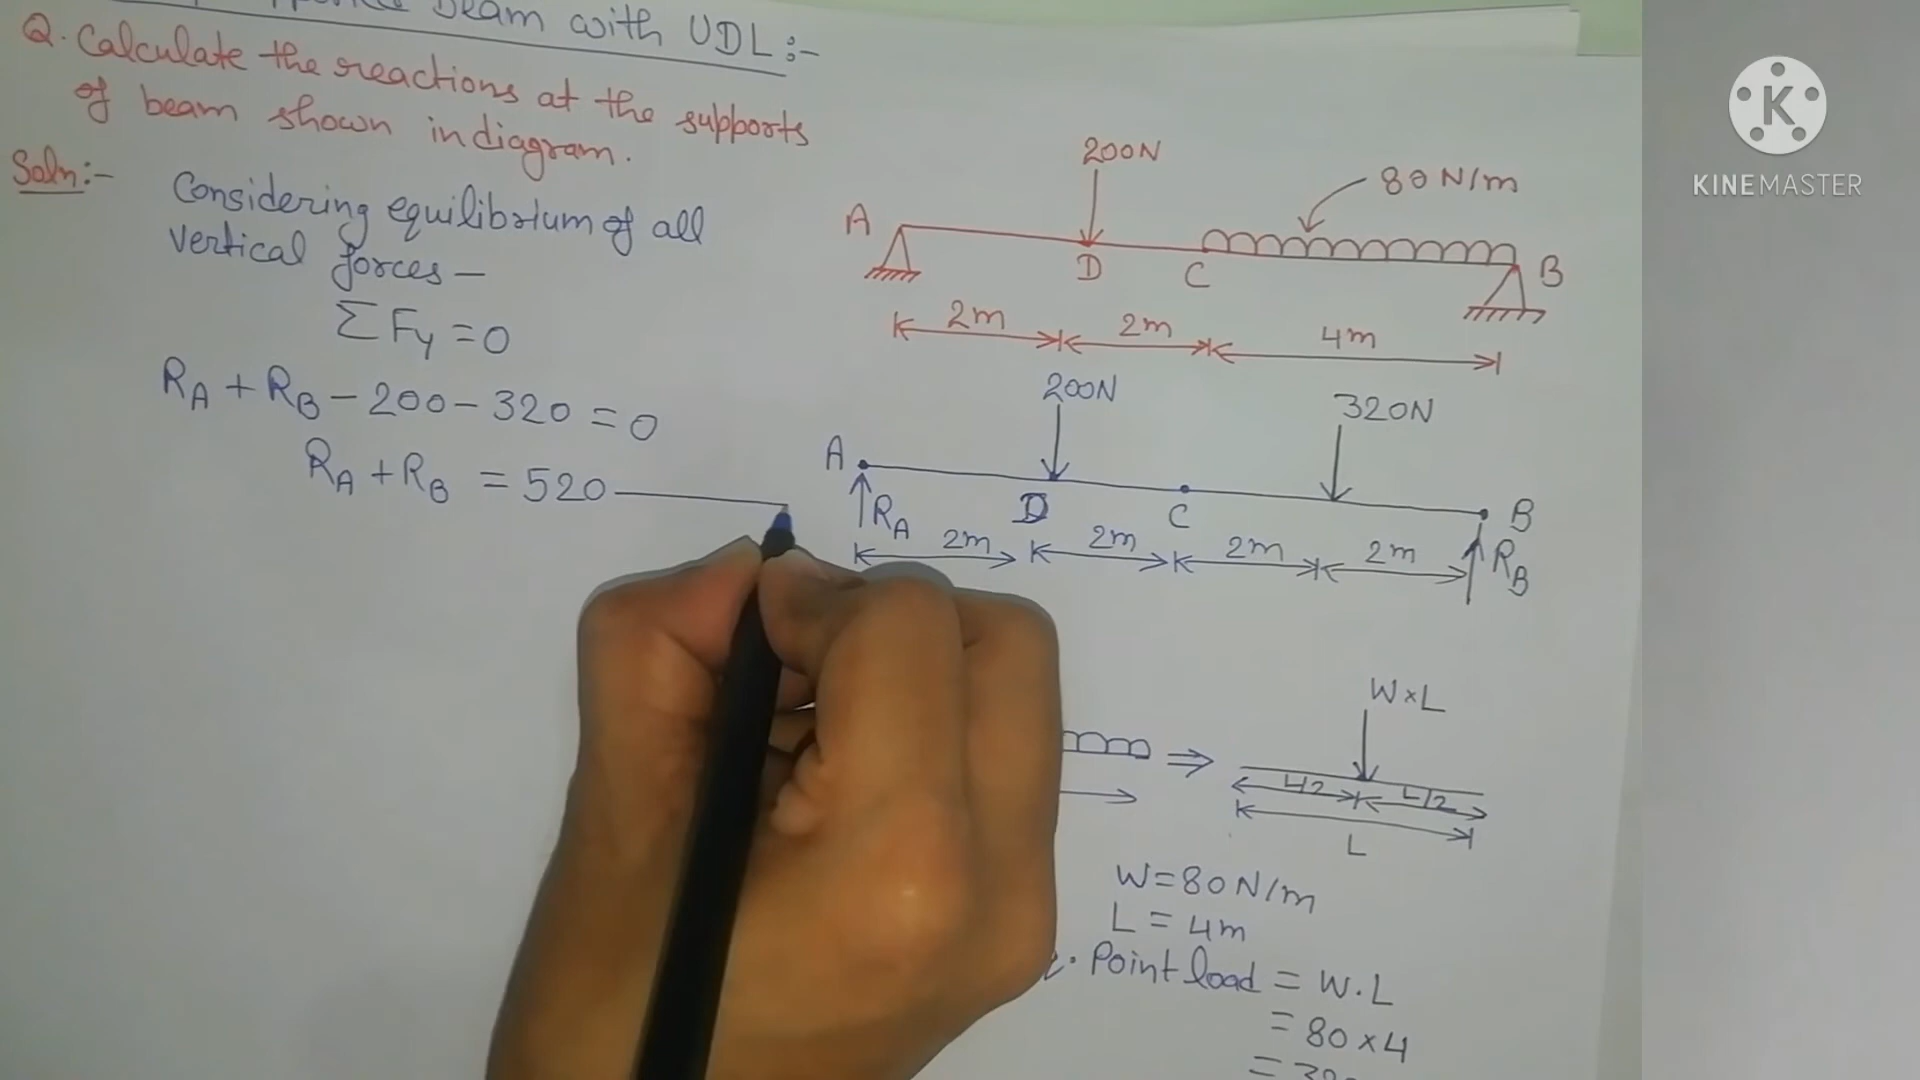 Beam with UDL:-
Q. Calculate the reactions at the supports
of beam shown in diagram.
Soln:-
Considering equilibrium of all
vertical forces —
ΣFy = 0
RA + RB - 200 - 320 = 0
RA + RB = 520
200N
80 N/m
A
D
C
B
2m
2m
4m
200N
320N
A
D
C
B
RA
RB
2m
2m
2m
2m
⇒
W×L
L/2
L/2
L
W = 80 N/m
L = 4m
Point load = W.L
= 80 × 4
K
KINEMASTER